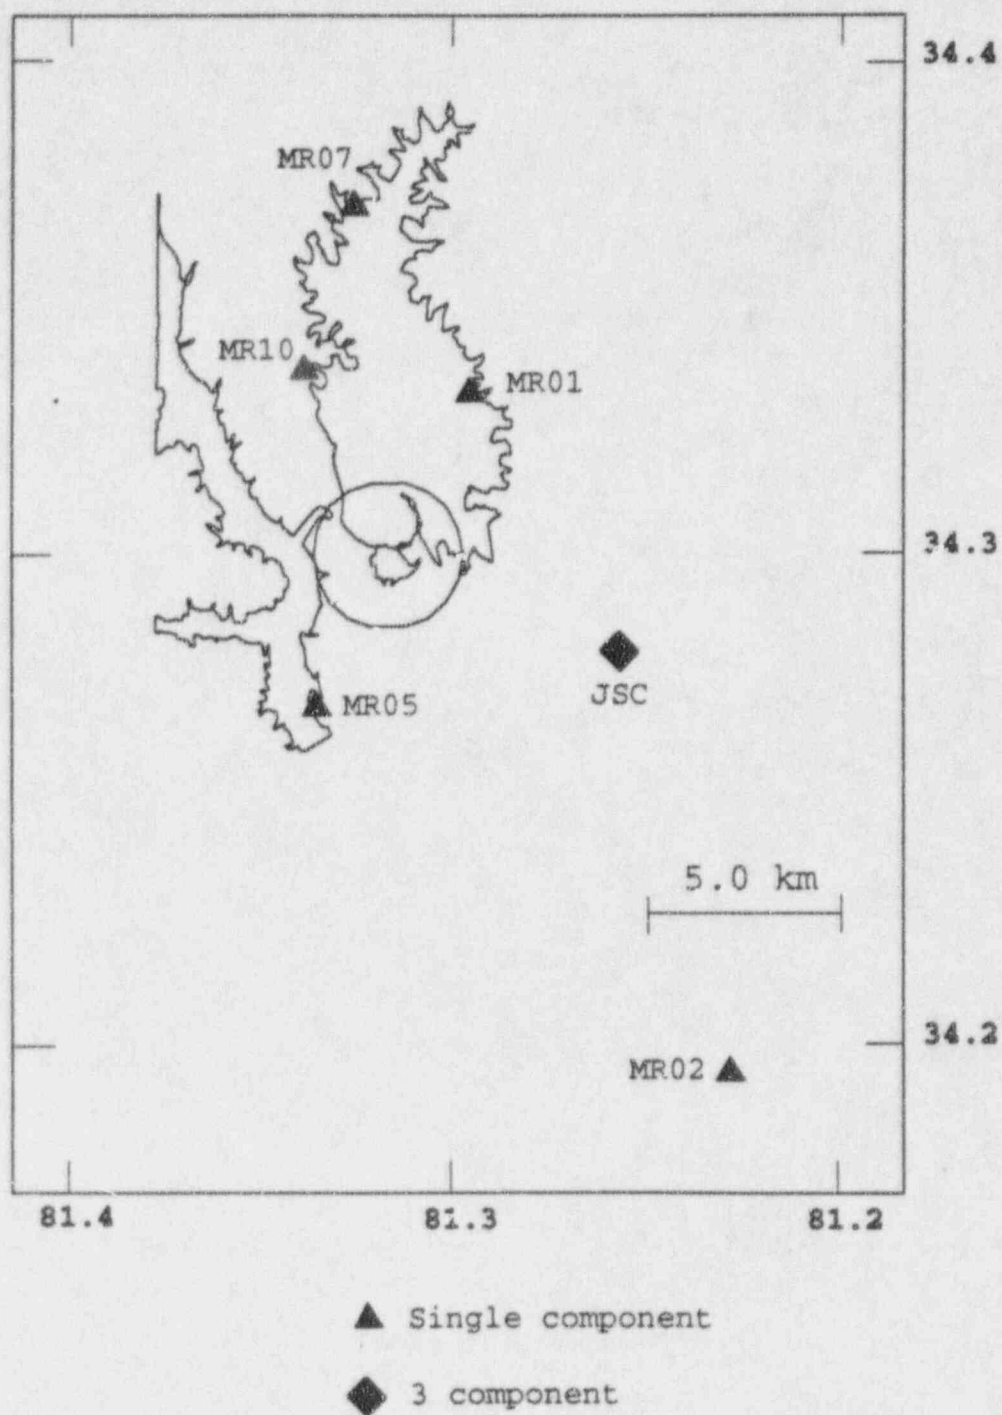 34.4
MR07
MR10
MR01
34.3
JSC
MR05
5.0 km
34.2
MR02
81.4
81.3
81.2
Single component
3 component